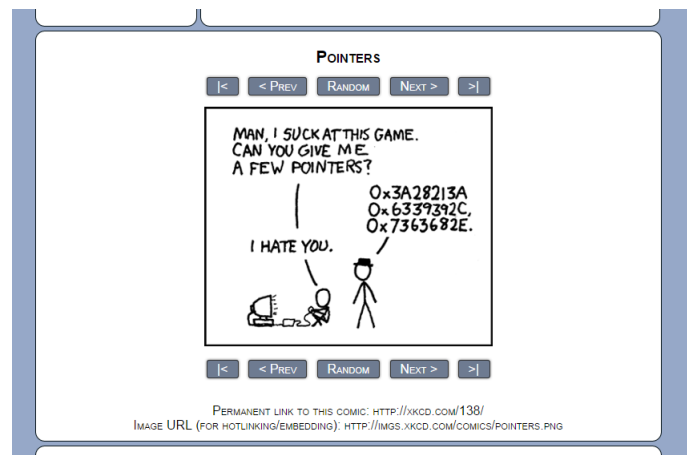 Pointers
|<
< Prev
Random
Next >
>|
MAN, I SUCK AT THIS GAME.
CAN YOU GIVE ME
A FEW POINTERS?
0x3A28213A
0x6339392C,
0x7363682E.
I HATE YOU.
|<
< Prev
Random
Next >
>|
Permanent link to this comic: http://xkcd.com/138/
Image URL (for hotlinking/embedding): http://imgs.xkcd.com/comics/pointers.png